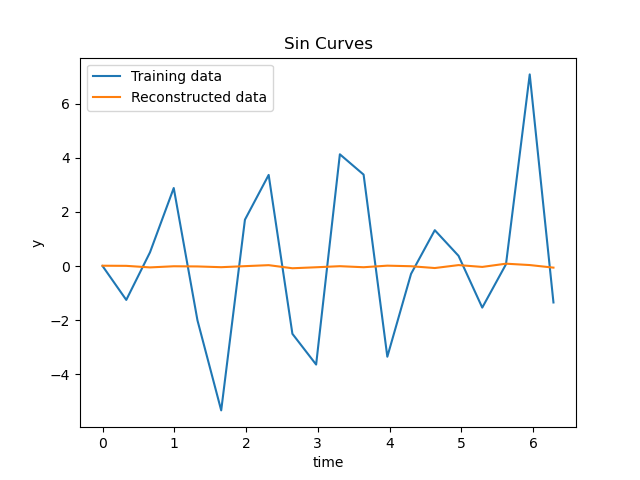 Sin Curves
Training data
Reconstructed data
6
4
2
0
−2
−4
y
0 1 2 3 4 5 6
time